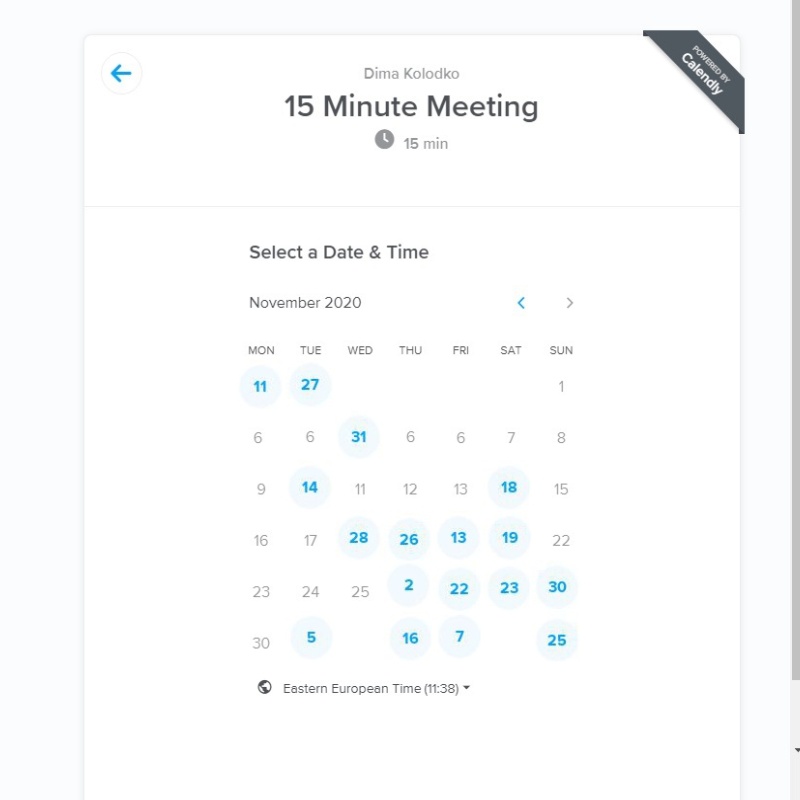 POWERED BY
Calendly
Dima Kolodko
15 Minute Meeting
15 min
Select a Date & Time
November 2020
MON TUE WED THU FRI SAT SUN
11 27 1
6 6 31 6 6 7 8
9 14 11 12 13 18 15
16 17 28 26 13 19 22
23 24 25 2 22 23 30
30 5 16 7 25
Eastern European Time (11:38)